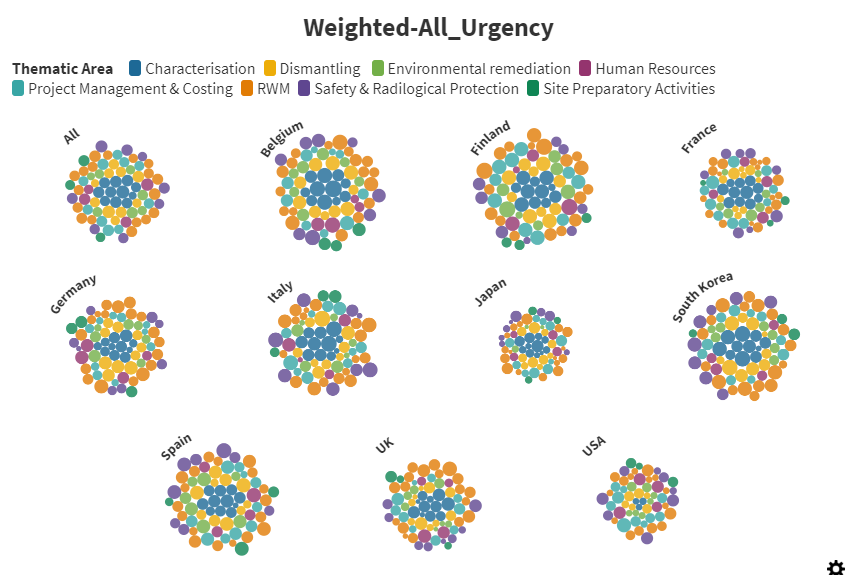 Weighted-All_Urgency
Thematic Area Characterisation Dismantling Environmental remediation Human Resources
Project Management & Costing RWM Safety & Radilogical Protection Site Preparatory Activities
All Belgium Finland France
Germany Italy Japan South Korea
Spain UK USA